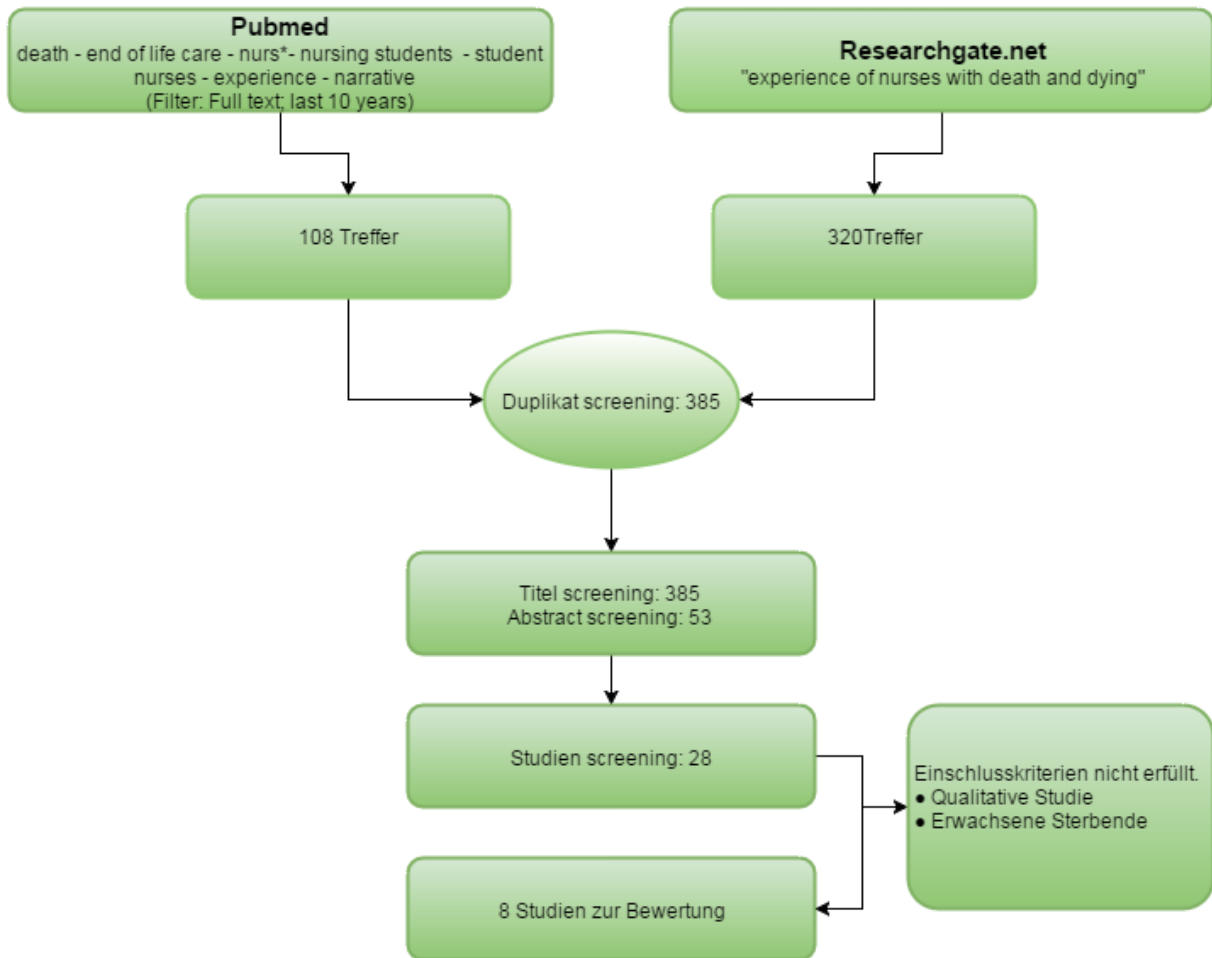 Pubmed
death - end of life care - nurs*- nursing students - student
nurses - experience - narrative
(Filter: Full text; last 10 years)
Researchgate.net
"experience of nurses with death and dying"
108 Treffer
320Treffer
Duplikat screening: 385
Titel screening: 385
Abstract screening: 53
Studien screening: 28
Einschlusskriterien nicht erfüllt.
● Qualitative Studie
● Erwachsene Sterbende
8 Studien zur Bewertung